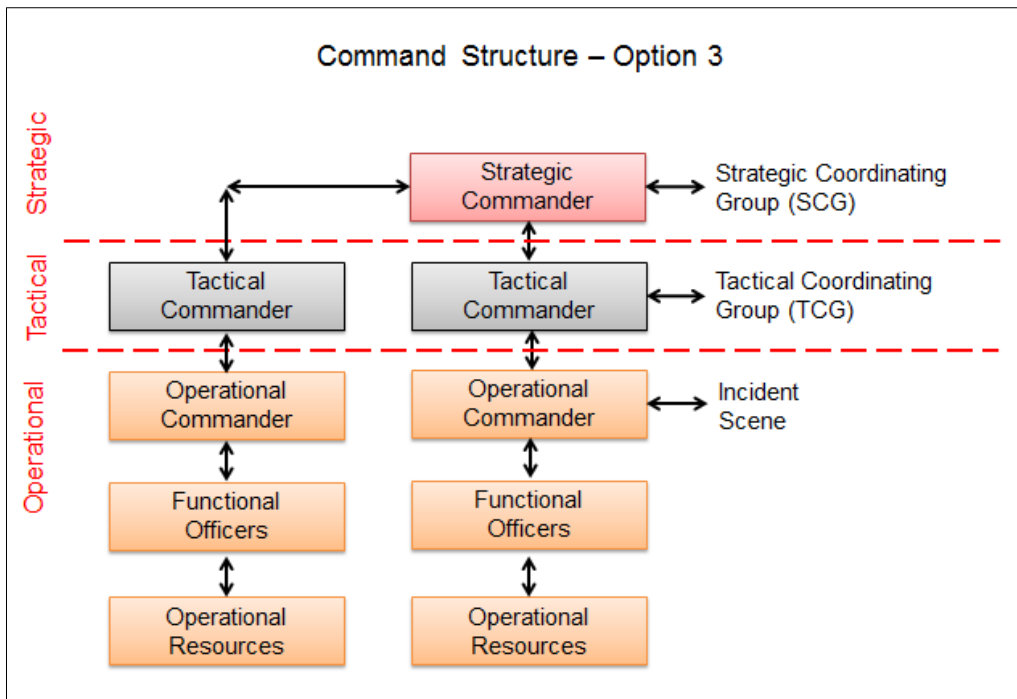 Command Structure – Option 3
Strategic
Strategic
Commander
Strategic Coordinating
Group (SCG)
Tactical
Tactical
Commander
Tactical
Commander
Tactical Coordinating
Group (TCG)
Operational
Operational
Commander
Operational
Commander
Incident
Scene
Functional
Officers
Functional
Officers
Operational
Resources
Operational
Resources